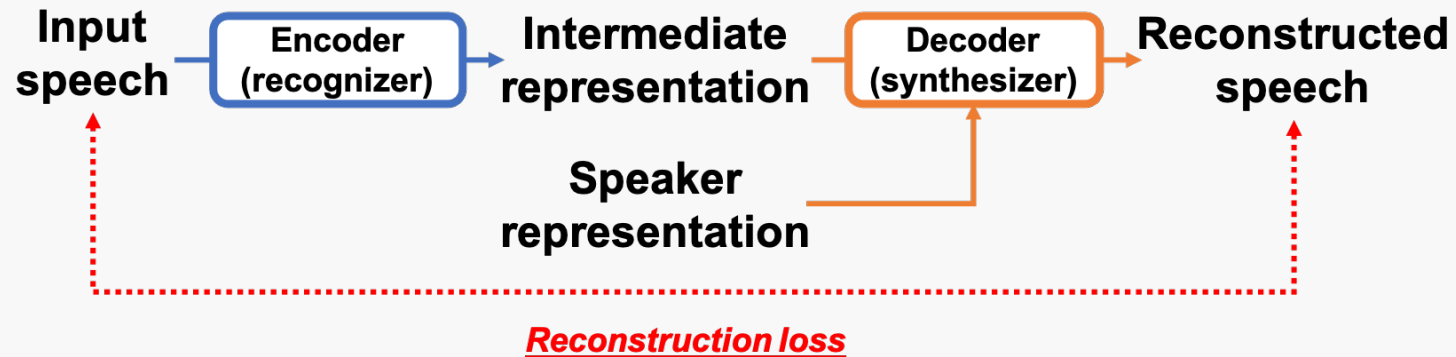 Input
speech
Encoder
(recognizer)
Intermediate
representation
Decoder
(synthesizer)
Reconstructed
speech
Speaker
representation
Reconstruction loss